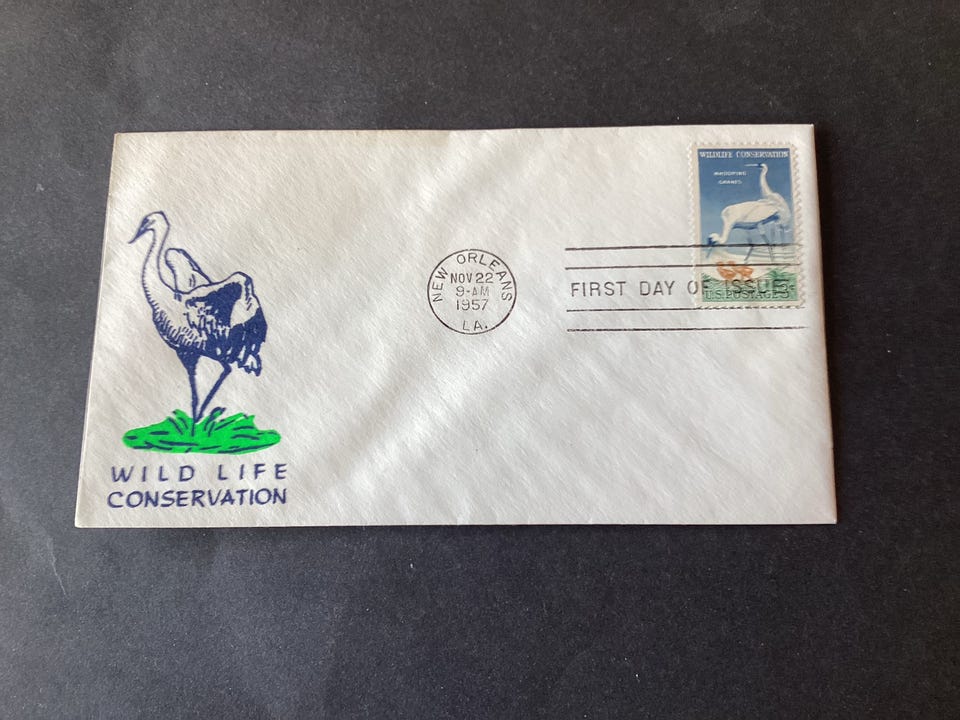 WILDLIFE CONSERVATION
WHOOPING
CRANES
NEW ORLEANS
NOV 22
9-AM
1957
LA.
FIRST DAY OF ISSUE
U.S. POSTAGE 3¢
WILD LIFE
CONSERVATION